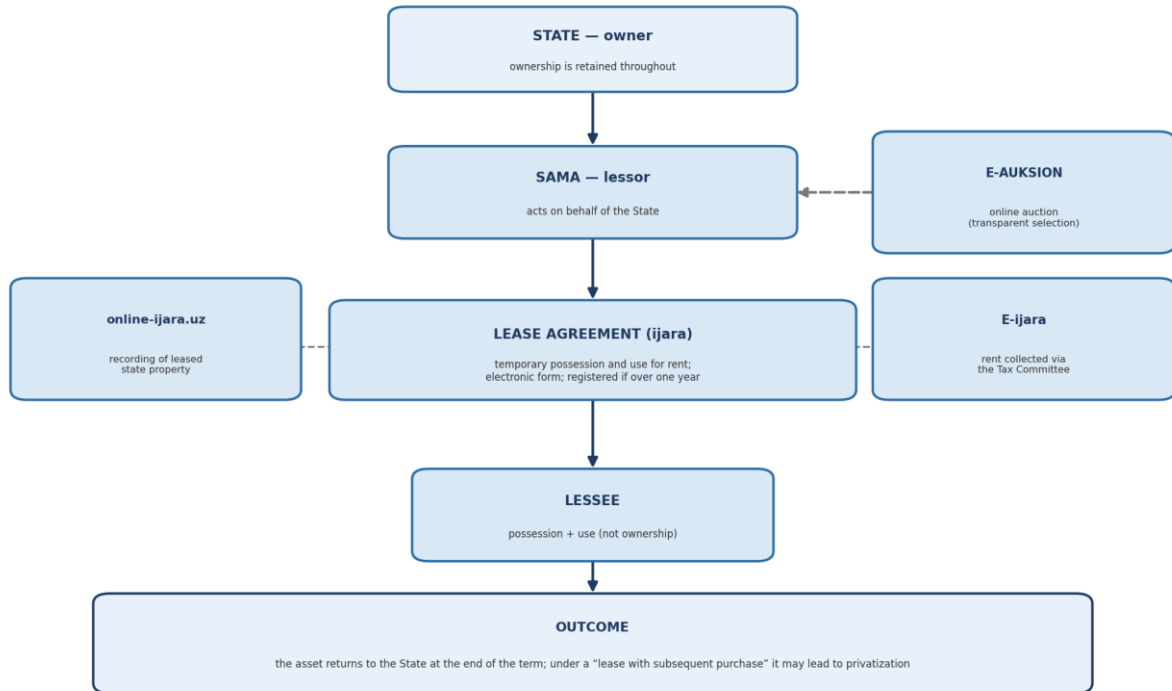 STATE — owner
ownership is retained throughout
SAMA — lessor
acts on behalf of the State
E-AUKSION
online auction
(transparent selection)
online-ijara.uz
recording of leased
state property
LEASE AGREEMENT (ijara)
temporary possession and use for rent;
electronic form; registered if over one year
E-ijara
rent collected via
the Tax Committee
LESSEE
possession + use (not ownership)
OUTCOME
the asset returns to the State at the end of the term; under a “lease with subsequent purchase” it may lead to privatization